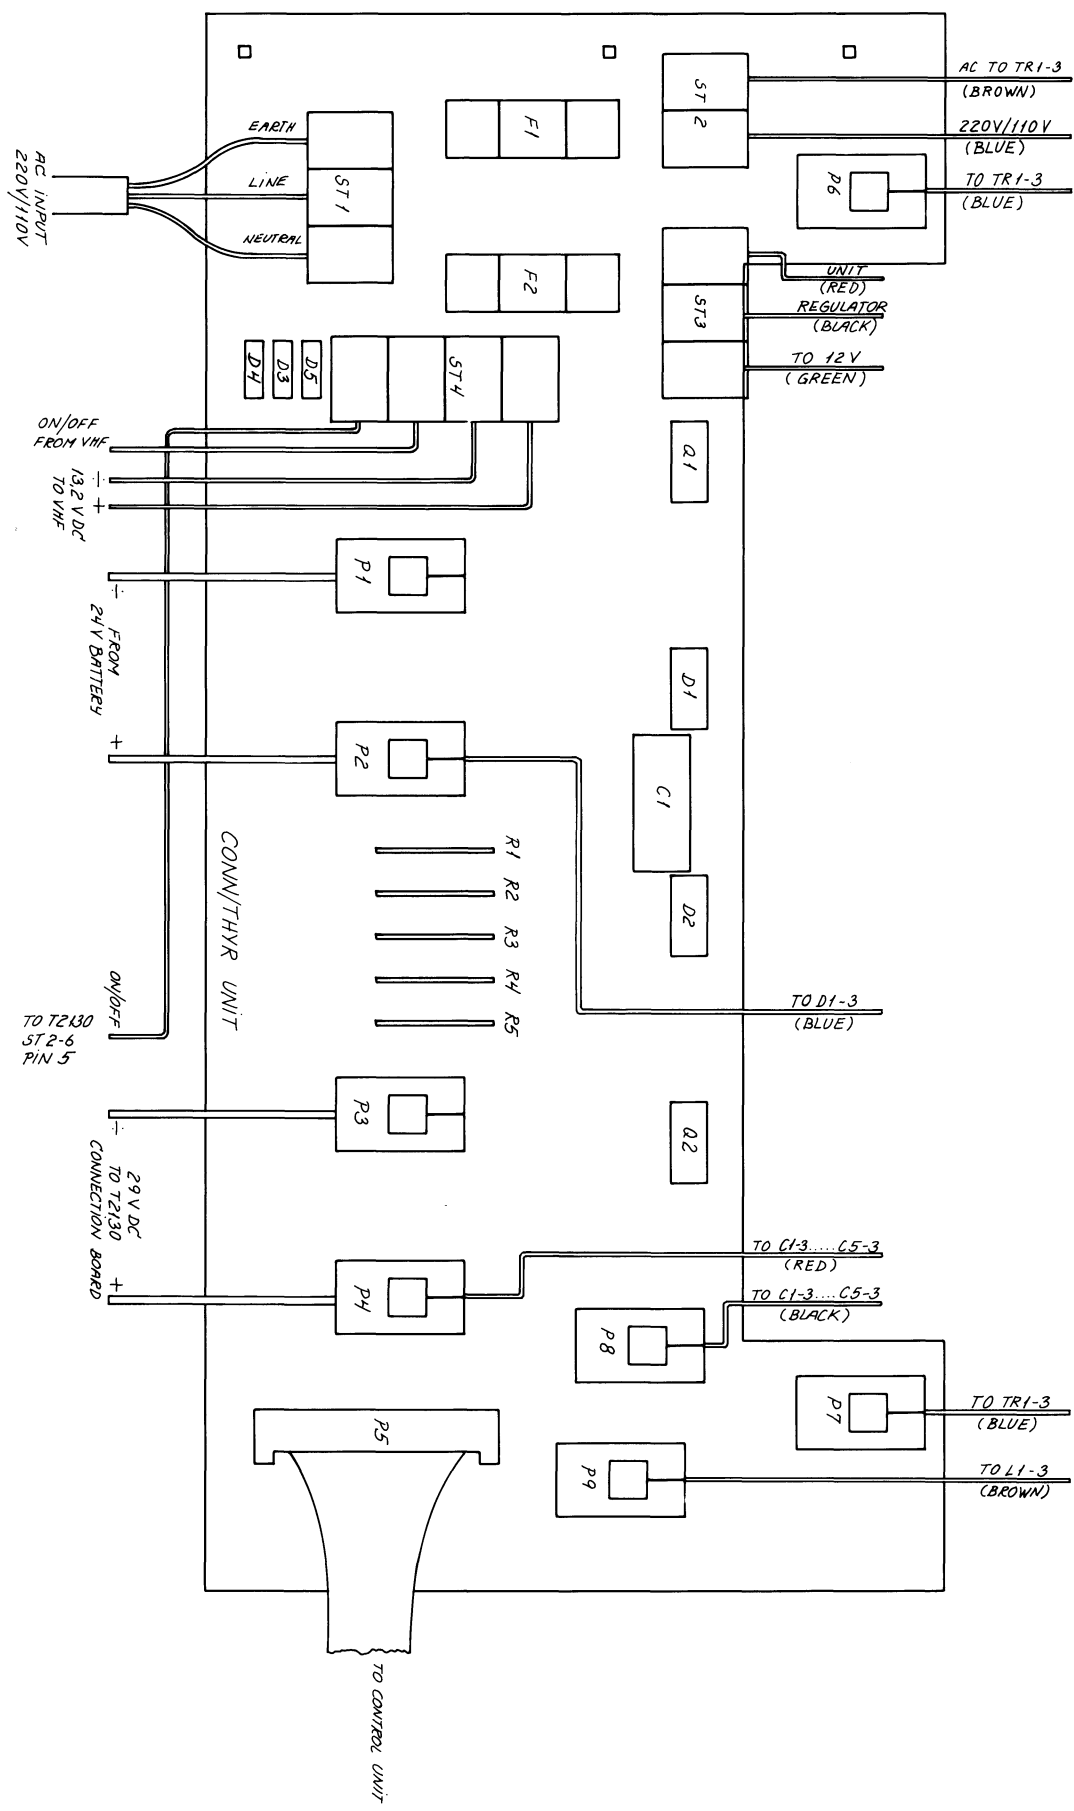 AC TO TR1-3
(BROWN)
ST 2
220V/110V
(BLUE)
F1
EARTH
P6
TO TR1-3
(BLUE)
LINE
ST1
AC INPUT
220V/110V
NEUTRAL
F2
UNIT
(RED)
ST3
REGULATOR
(BLACK)
TO 12V
(GREEN)
D4
D3
D5
ST4
ON/OFF
FROM VHF
Q1
÷
13,2 V DC
TO VHF
+
P1
÷
FROM
24V BATTERY
+
D1
P2
C1
R1
R2
R3
R4
R5
D2
CONN/THYR UNIT
ON/OFF
TO T2130
ST 2-6
PIN 5
TO D1-3
(BLUE)
P3
Q2
÷
29V DC
TO T2130
CONNECTION BOARD
+
TO C1-3.....C5-3
(RED)
P4
TO C1-3....C5-3
(BLACK)
P8
P7
TO TR1-3
(BLUE)
P5
P9
TO L1-3
(BROWN)
TO CONTROL UNIT